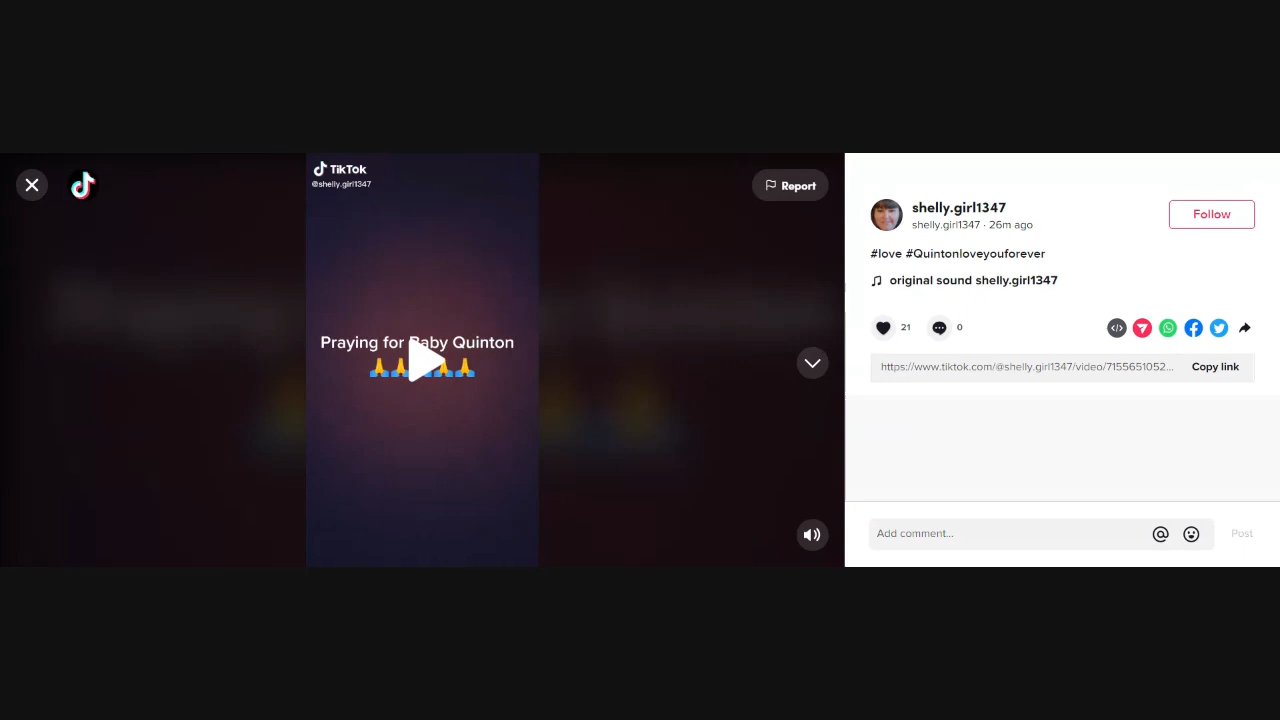 TikTok
@shelly.girl1347
Report
Praying for Baby Quinton
🙏🙏🙏🙏🙏
shelly.girl1347
shelly.girl1347 · 26m ago
Follow
#love #Quintonloveyouforever
original sound shelly.girl1347
21
0
https://www.tiktok.com/@shelly.girl1347/video/7155651052...
Copy link
Add comment...
Post